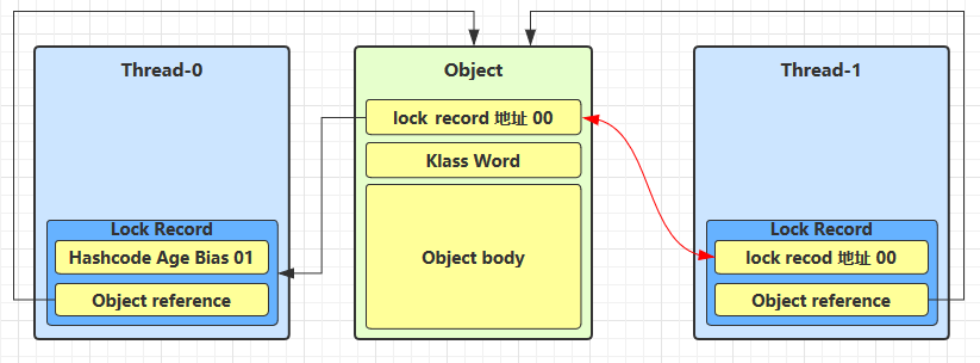 Thread-0
Lock Record
Hashcode Age Bias 01
Object reference
Object
lock record 地址 00
Klass Word
Object body
Thread-1
Lock Record
lock recod 地址 00
Object reference